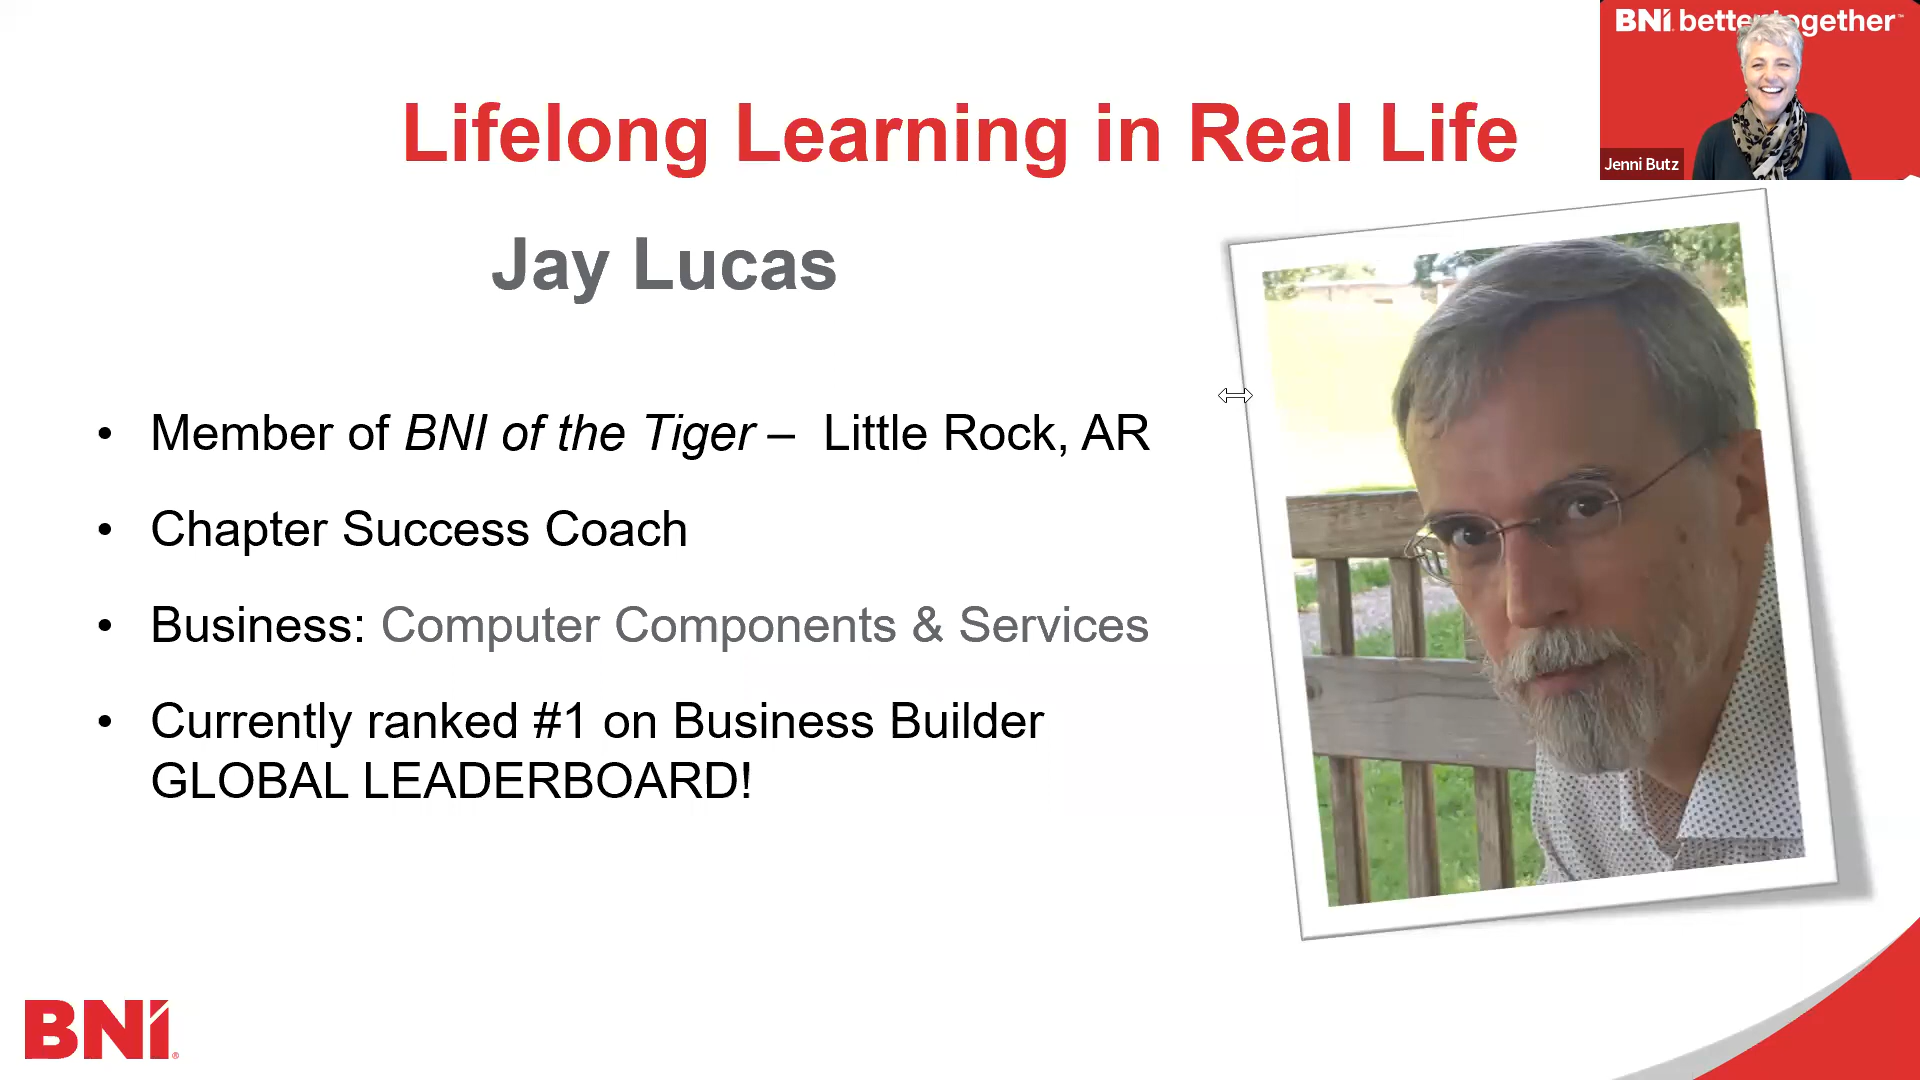 BNI better together™
Jenni Butz
Lifelong Learning in Real Life
Jay Lucas
• Member of BNI of the Tiger – Little Rock, AR
• Chapter Success Coach
• Business: Computer Components & Services
• Currently ranked #1 on Business Builder
GLOBAL LEADERBOARD!
BNI®